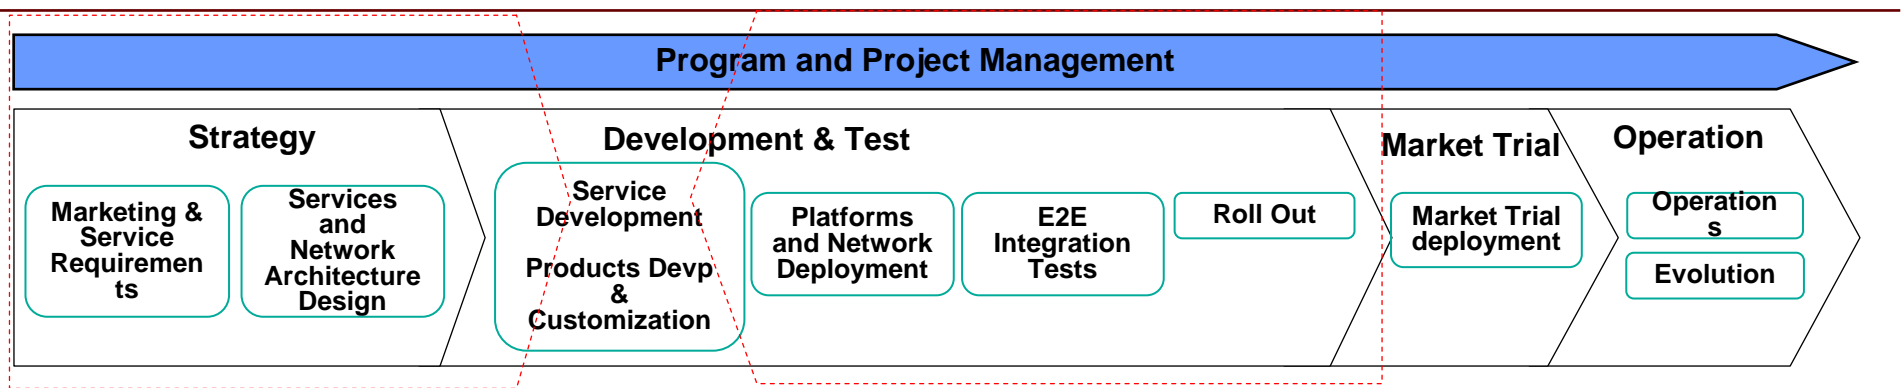 Program and Project Management
Strategy
Marketing &
Service
Requiremen
ts
Services
and
Network
Architecture
Design
Development & Test
Service
Development
Products Devp
&
Customization
Platforms
and Network
Deployment
E2E
Integration
Tests
Roll Out
Market Trial
Market Trial
deployment
Operation
Operation
s
Evolution